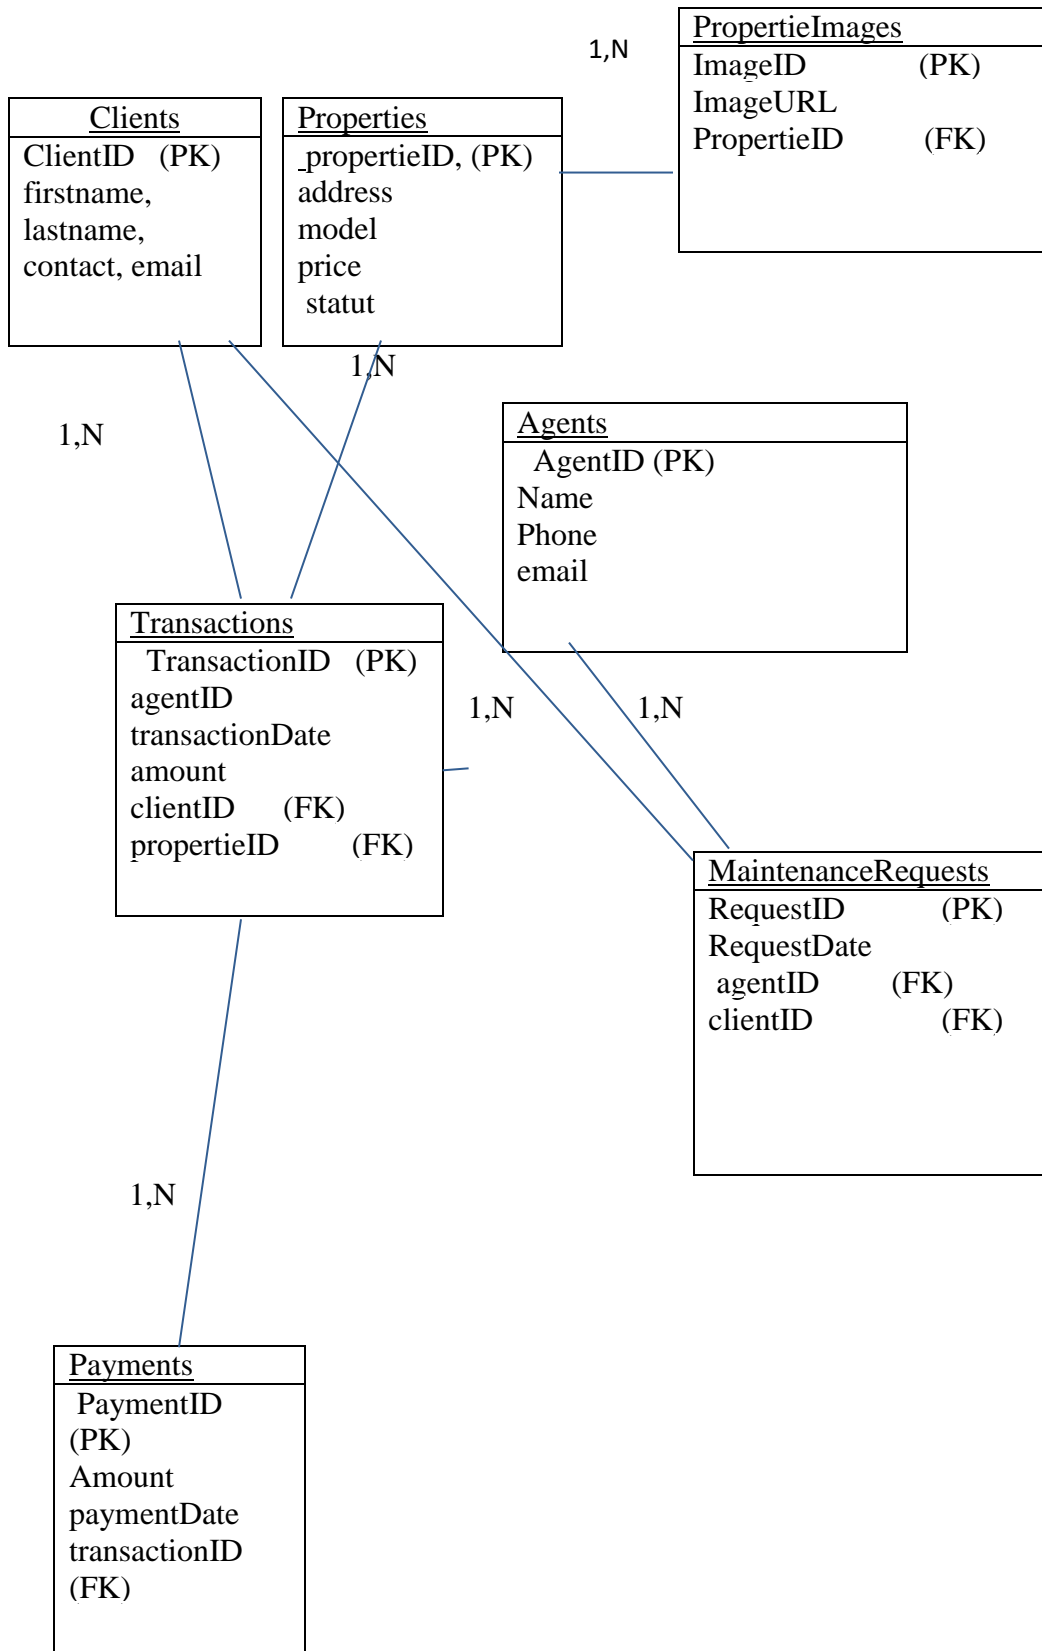 PropertieImages
1,N
ImageID (PK)
ImageURL
PropertieID (FK)
Clients
ClientID (PK)
firstname,
lastname,
contact, email
Properties
propertieID, (PK)
address
model
price
statut
1,N
1,N
Agents
AgentID (PK)
Name
Phone
email
Transactions
TransactionID (PK)
agentID
transactionDate
amount
clientID (FK)
propertieID (FK)
1,N
1,N
MaintenanceRequests
RequestID (PK)
RequestDate
agentID (FK)
clientID (FK)
1,N
Payments
PaymentID
(PK)
Amount
paymentDate
transactionID
(FK)